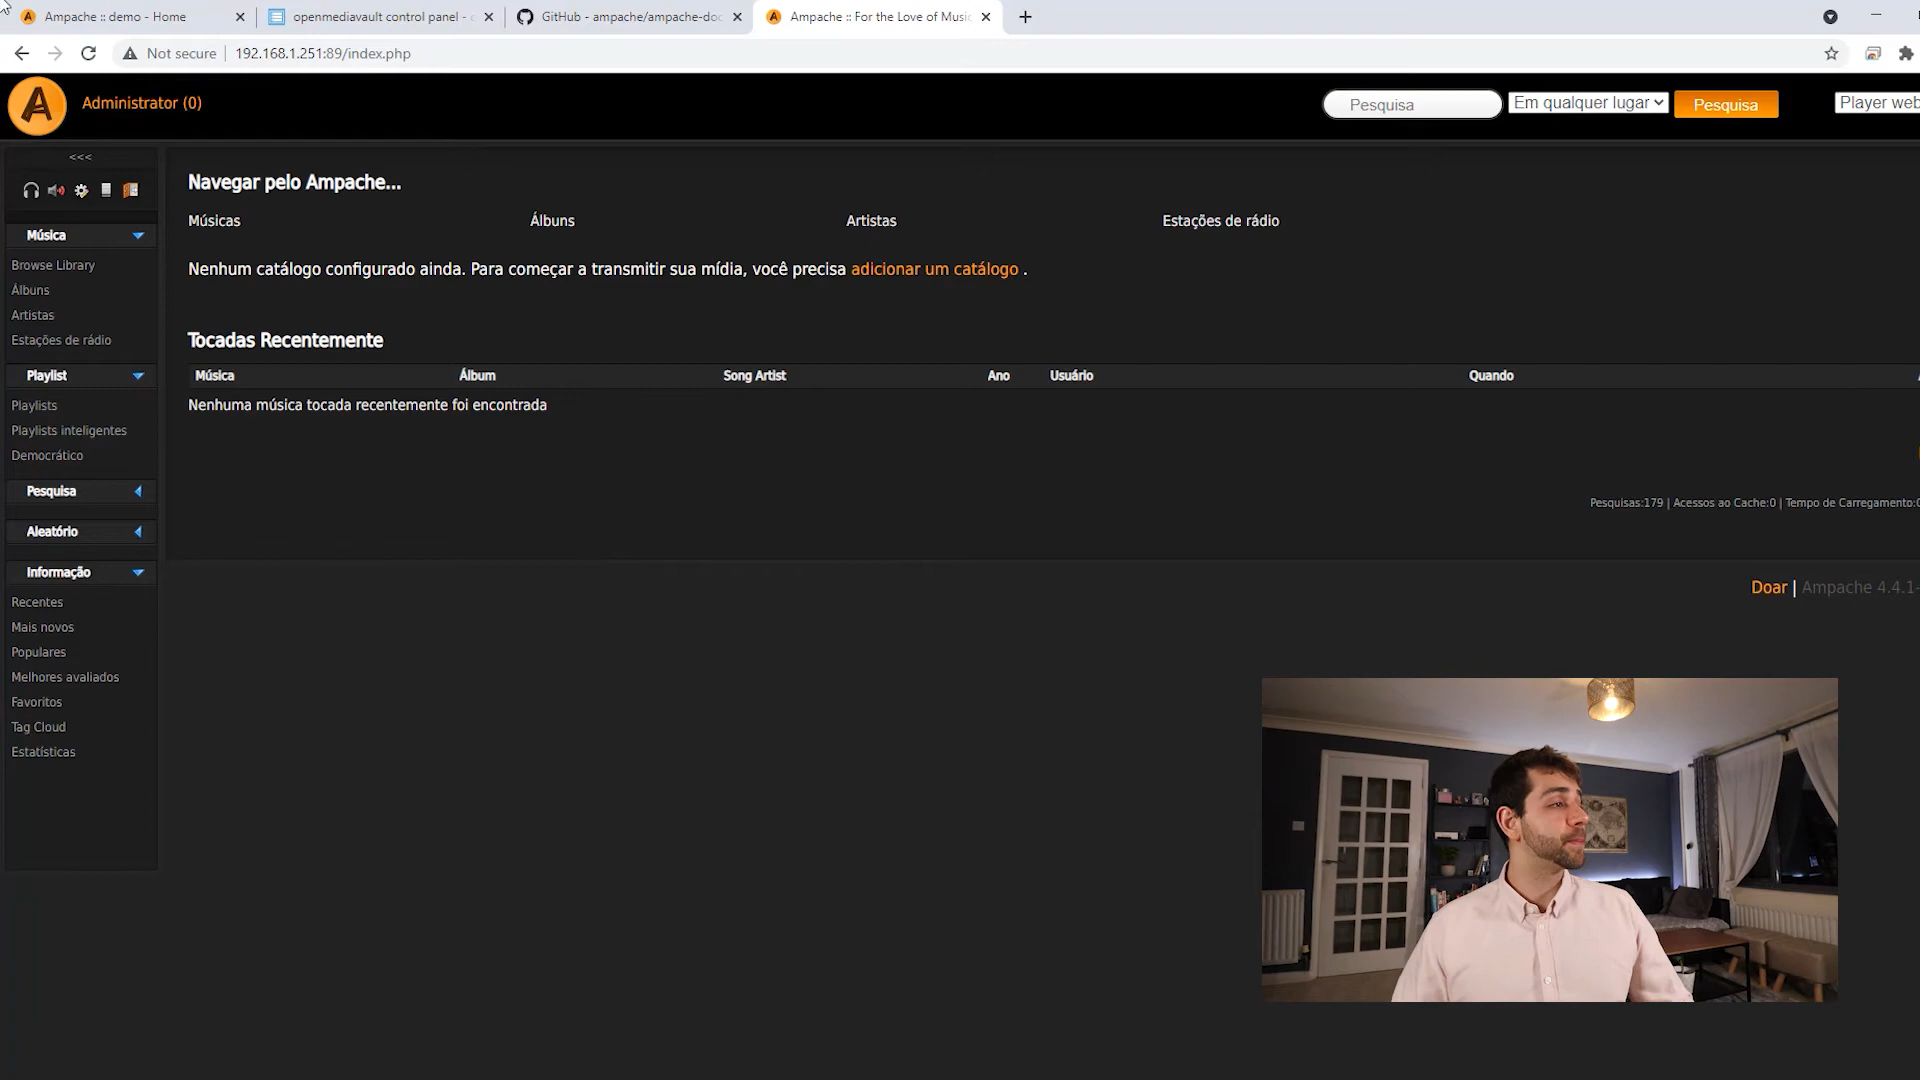 Ampache :: demo - Home
openmediavault control panel -
GitHub - ampache/ampache-doc
Ampache :: For the Love of Music
Not secure
192.168.1.251:89/index.php
Administrator (0)
Pesquisa
Em qualquer lugar
Pesquisa
Player web
<<<
Música
Browse Library
Álbuns
Artistas
Estações de rádio
Playlist
Playlists
Playlists inteligentes
Democrático
Pesquisa
Aleatório
Informação
Recentes
Mais novos
Populares
Melhores avaliados
Favoritos
Tag Cloud
Estatísticas
Navegar pelo Ampache...
Músicas Álbuns Artistas Estações de rádio
Nenhum catálogo configurado ainda. Para começar a transmitir sua mídia, você precisa adicionar um catálogo .
Tocadas Recentemente
Música Álbum Song Artist Ano Usuário Quando
Nenhuma música tocada recentemente foi encontrada
Pesquisas:179 | Acessos ao Cache:0 | Tempo de Carregamento:0
Doar | Ampache 4.4.1-